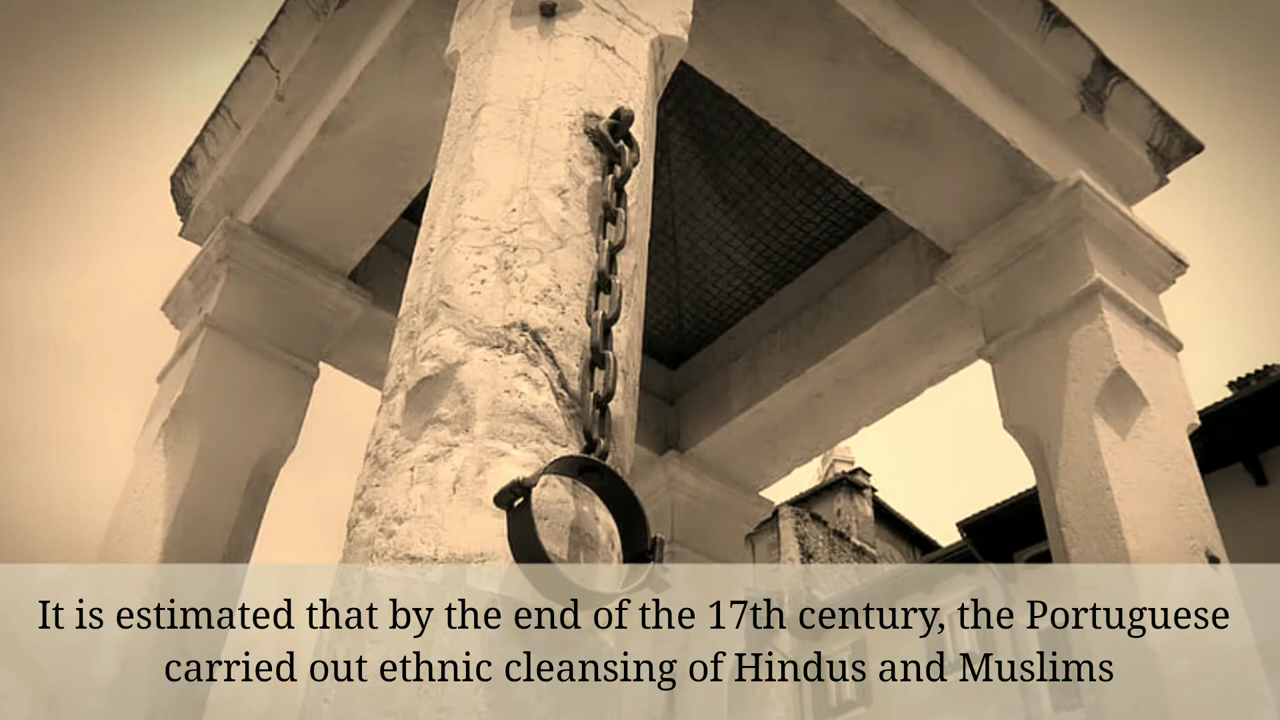 It is estimated that by the end of the 17th century, the Portuguese
carried out ethnic cleansing of Hindus and Muslims